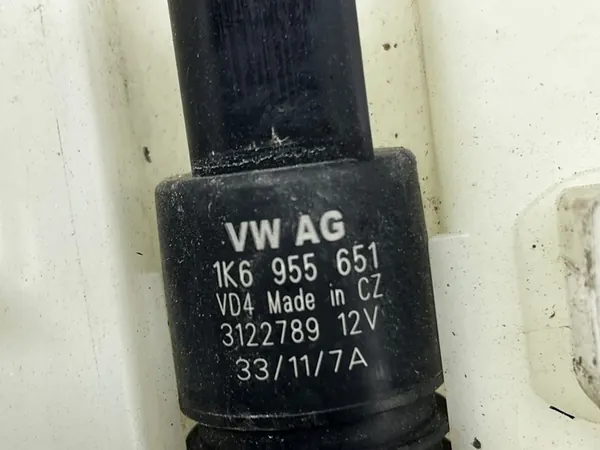 VW AG
1K6 955 651
VD4 Made in CZ
3122789 12V
33/11/7A